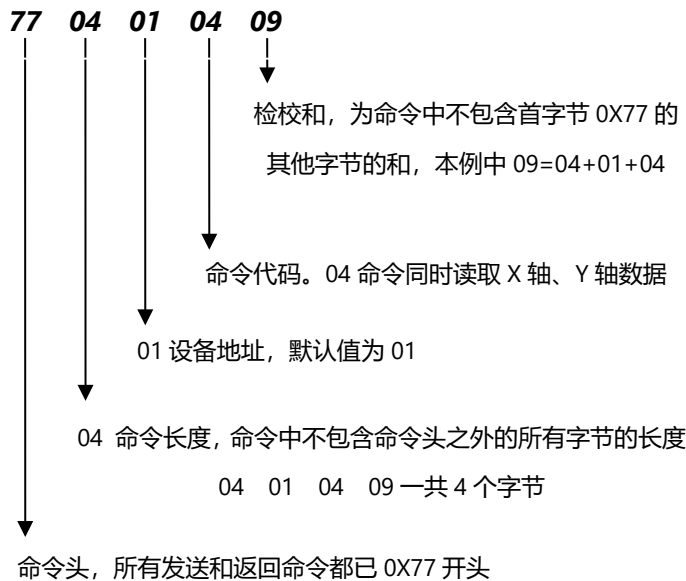 77 04 01 04 09
检校和，为命令中不包含首字节 0X77 的
其他字节的和，本例中 09=04+01+04
命令代码。04 命令同时读取 X 轴、Y 轴数据
01 设备地址，默认值为 01
04 命令长度，命令中不包含命令头之外的所有字节的长度
04 01 04 09 一共 4 个字节
命令头，所有发送和返回命令都已 0X77 开头